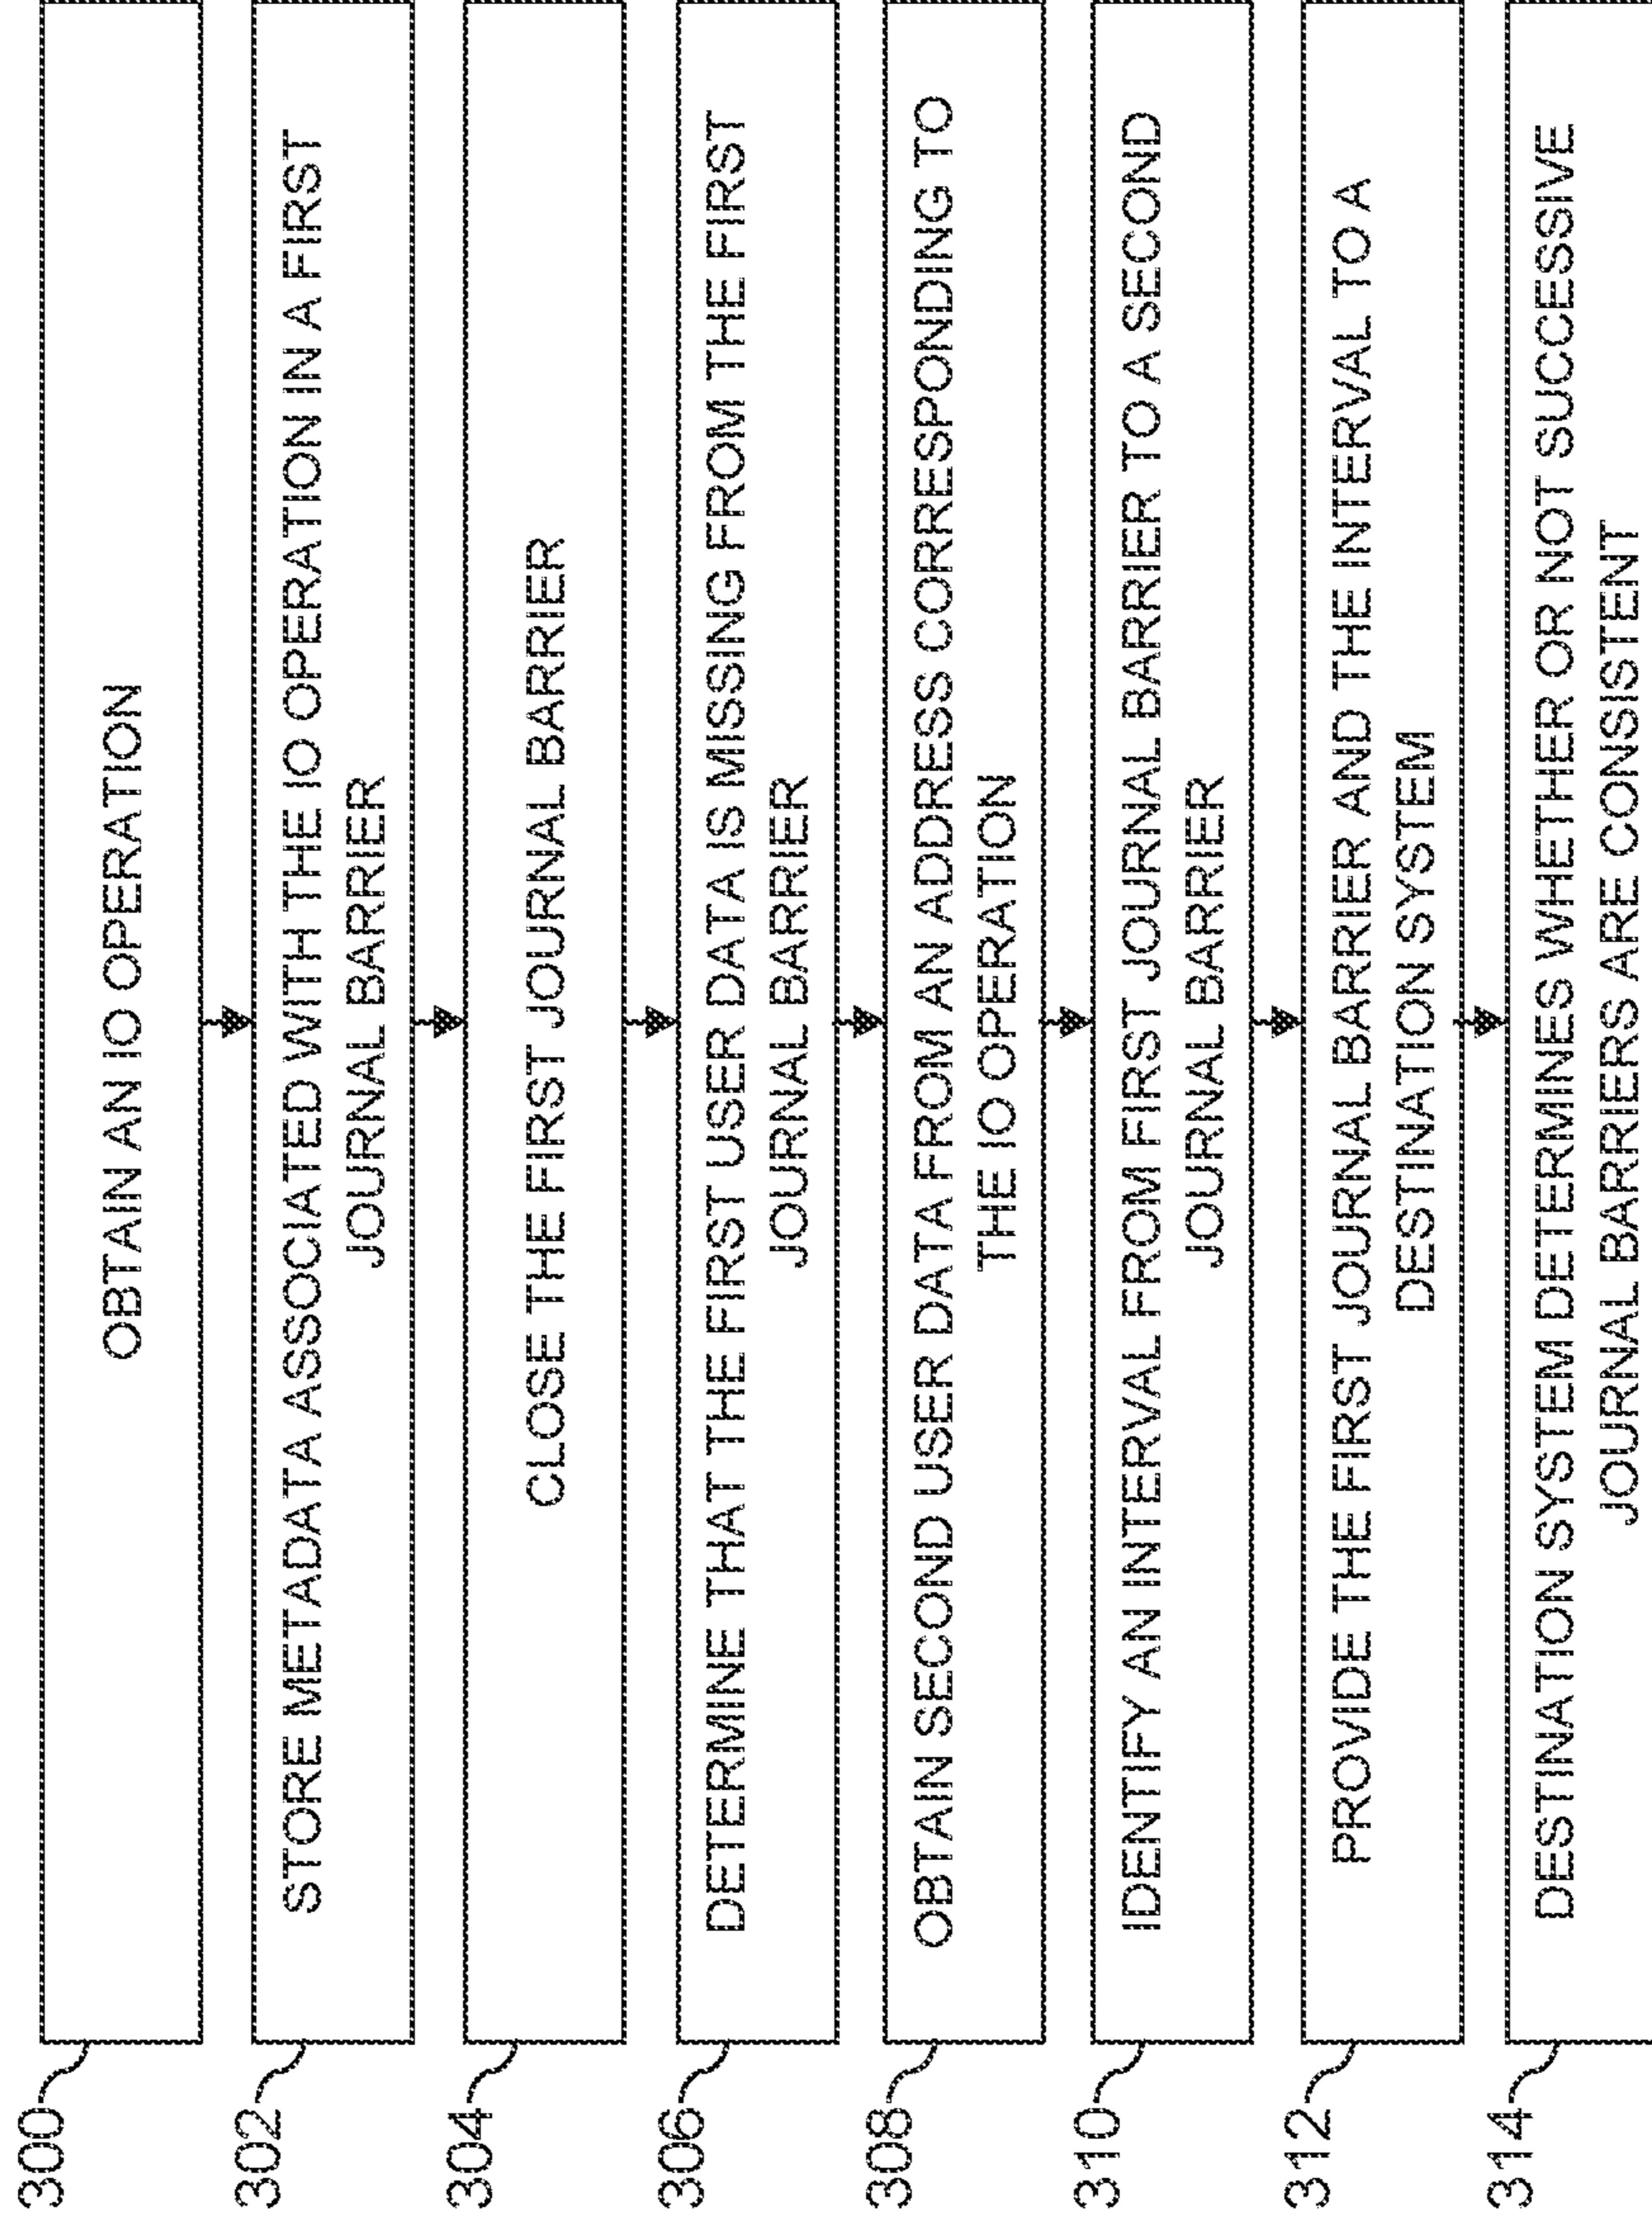 300
OBTAIN AN IO OPERATION
302
STORE METADATA ASSOCIATED WITH THE IO OPERATION IN A FIRST
JOURNAL BARRIER
304
CLOSE THE FIRST JOURNAL BARRIER
306
DETERMINE THAT THE FIRST USER DATA IS MISSING FROM THE FIRST
JOURNAL BARRIER
308
OBTAIN SECOND USER DATA FROM AN ADDRESS CORRESPONDING TO
THE IO OPERATION
310
IDENTIFY AN INTERVAL FROM FIRST JOURNAL BARRIER TO A SECOND
JOURNAL BARRIER
312
PROVIDE THE FIRST JOURNAL BARRIER AND THE INTERVAL TO A
DESTINATION SYSTEM
314
DESTINATION SYSTEM DETERMINES WHETHER OR NOT SUCCESSIVE
JOURNAL BARRIERS ARE CONSISTENT